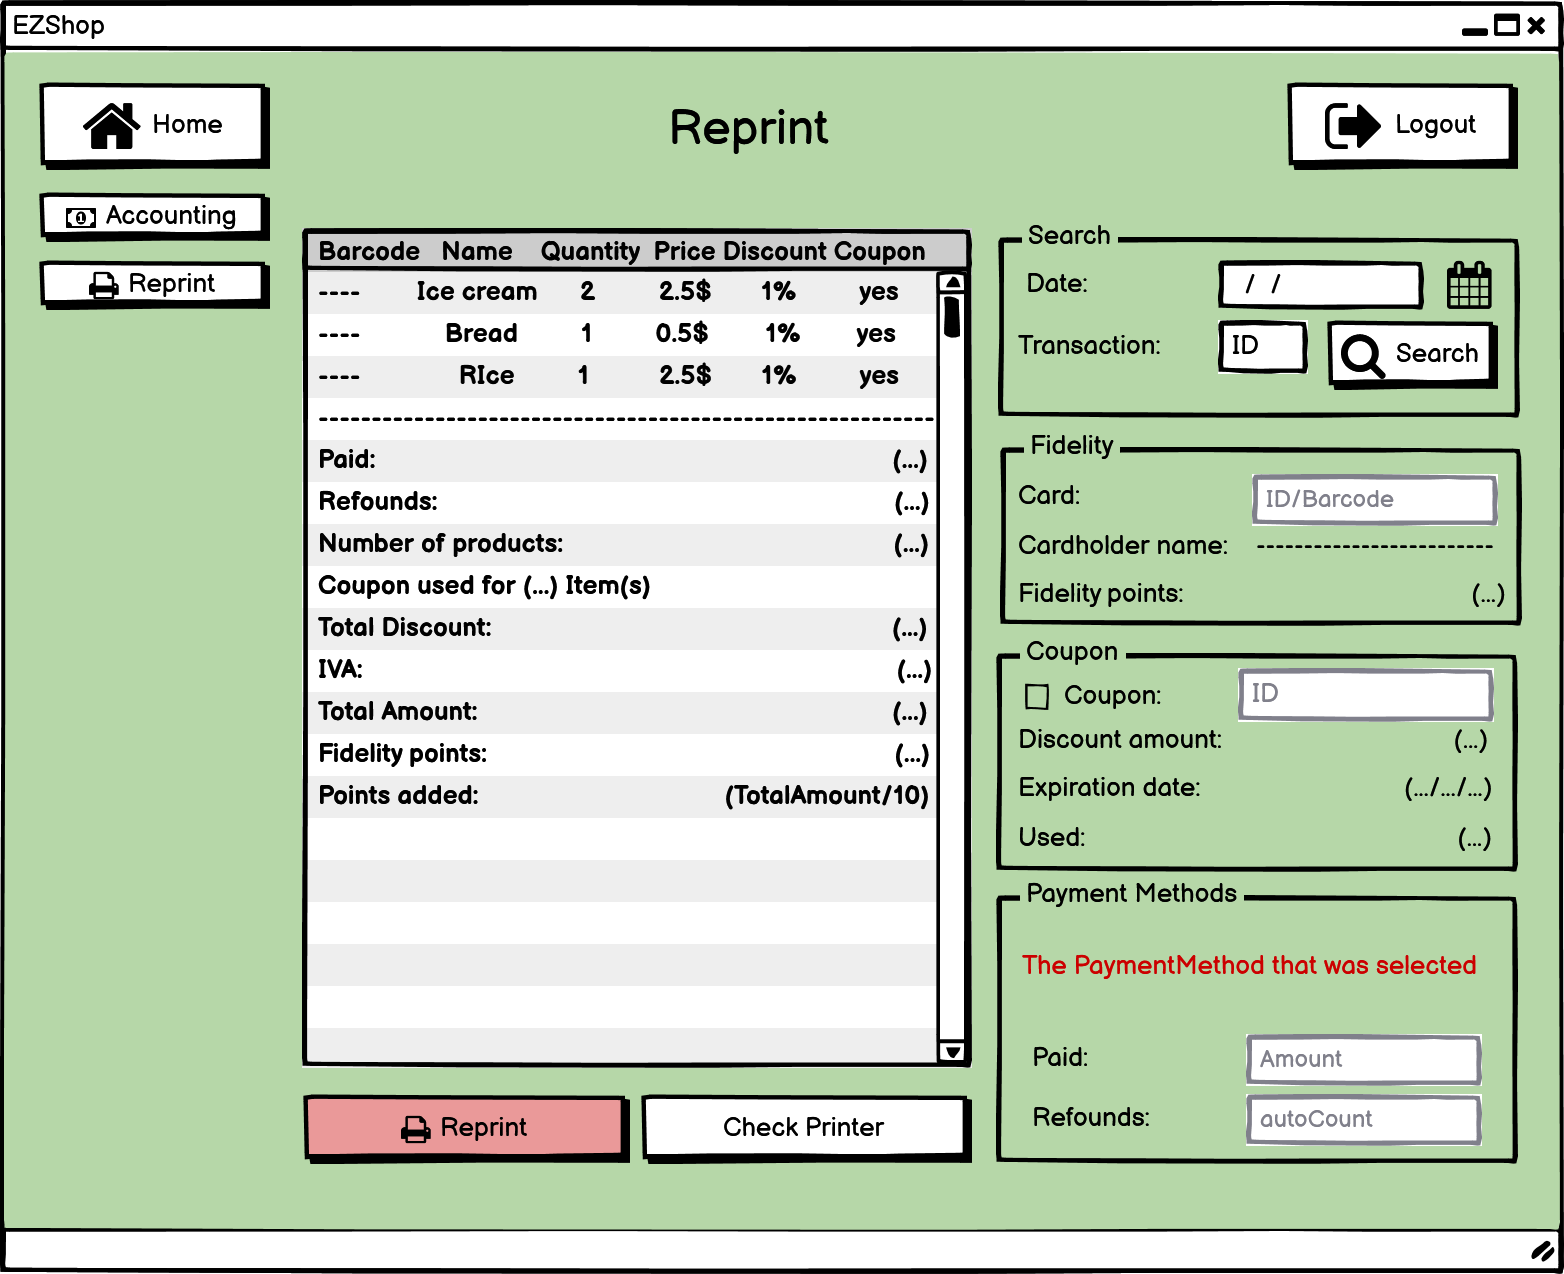 EZShop
Home
Reprint
Logout
Accounting
Reprint
Barcode Name Quantity Price Discount Coupon
---- Ice cream 2 2.5$ 1% yes
---- Bread 1 0.5$ 1% yes
---- RIce 1 2.5$ 1% yes
--------------------------------------------------------
Paid: (...)
Refounds: (...)
Number of products: (...)
Coupon used for (...) Item(s)
Total Discount: (...)
IVA: (...)
Total Amount: (...)
Fidelity points: (...)
Points added: (TotalAmount/10)
Reprint
Check Printer
Search
Date: / /
Transaction: ID Search
Fidelity
Card: ID/Barcode
Cardholder name: -------------------------
Fidelity points: (...)
Coupon
Coupon: ID
Discount amount: (...)
Expiration date: (.../.../...)
Used: (...)
Payment Methods
The PaymentMethod that was selected
Paid: Amount
Refounds: autoCount